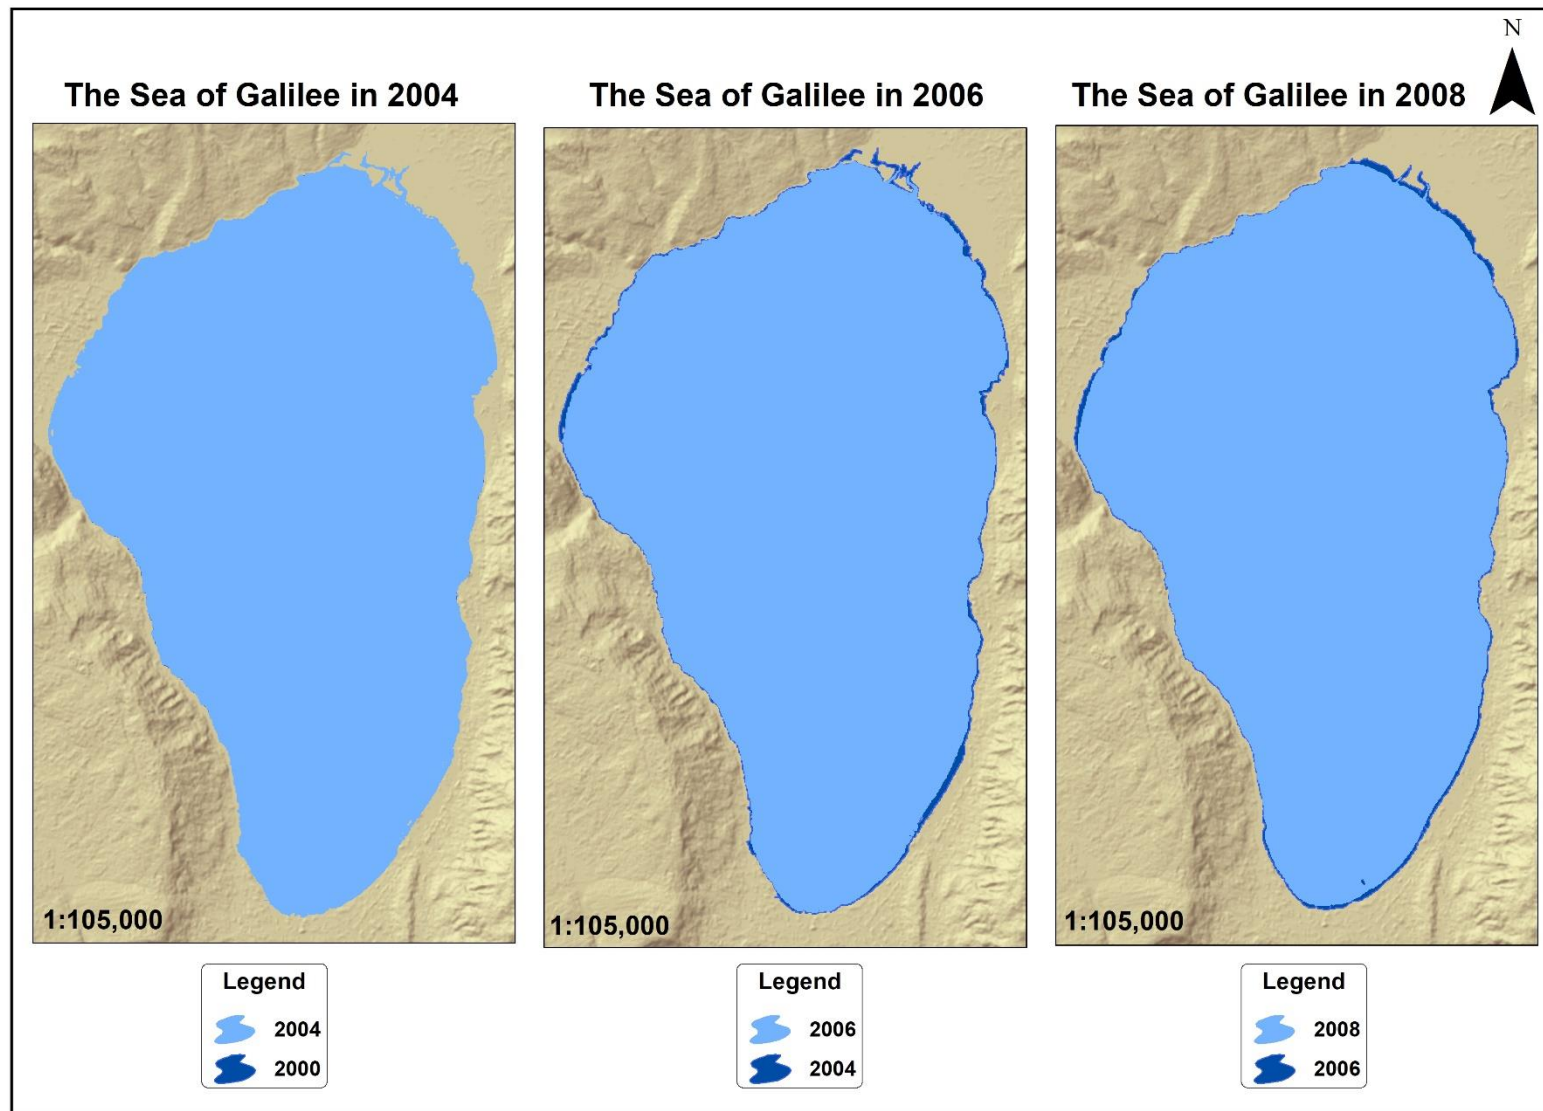 N
The Sea of Galilee in 2004
The Sea of Galilee in 2006
The Sea of Galilee in 2008
1:105,000
1:105,000
1:105,000
Legend
2004
2000
Legend
2006
2004
Legend
2008
2006